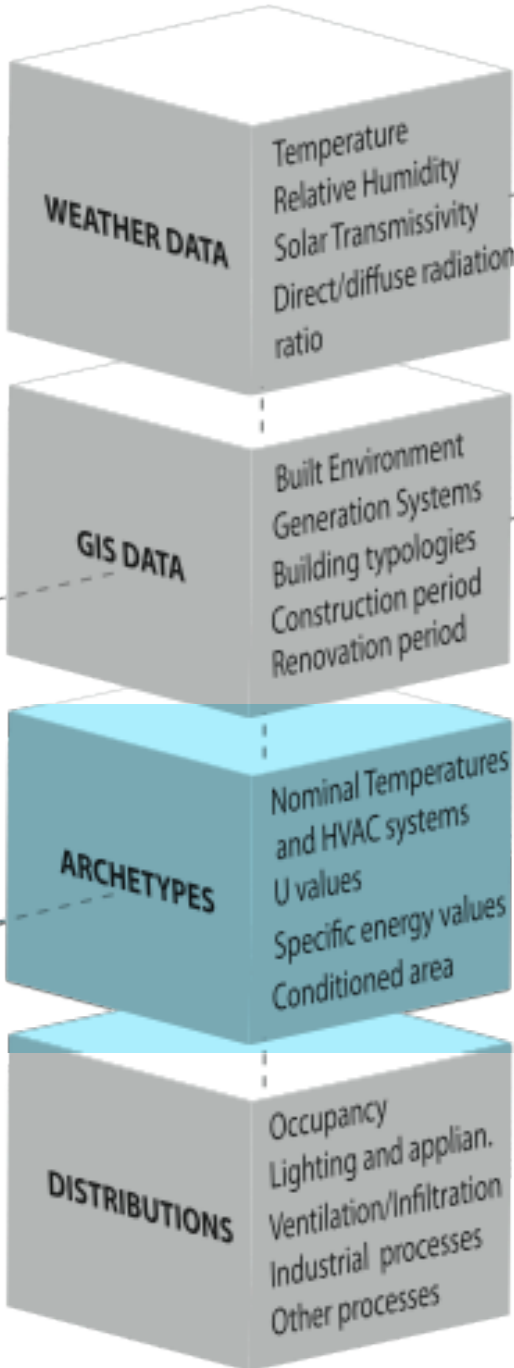 WEATHER DATA
Temperature
Relative Humidity
Solar Transmissivity
Direct/diffuse radiation
ratio
GIS DATA
Built Environment
Generation Systems
Building typologies
Construction period
Renovation period
ARCHETYPES
Nominal Temperatures
and HVAC systems
U values
Specific energy values
Conditioned area
DISTRIBUTIONS
Occupancy
Lighting and applian.
Ventilation/Infiltration
Industrial processes
Other processes